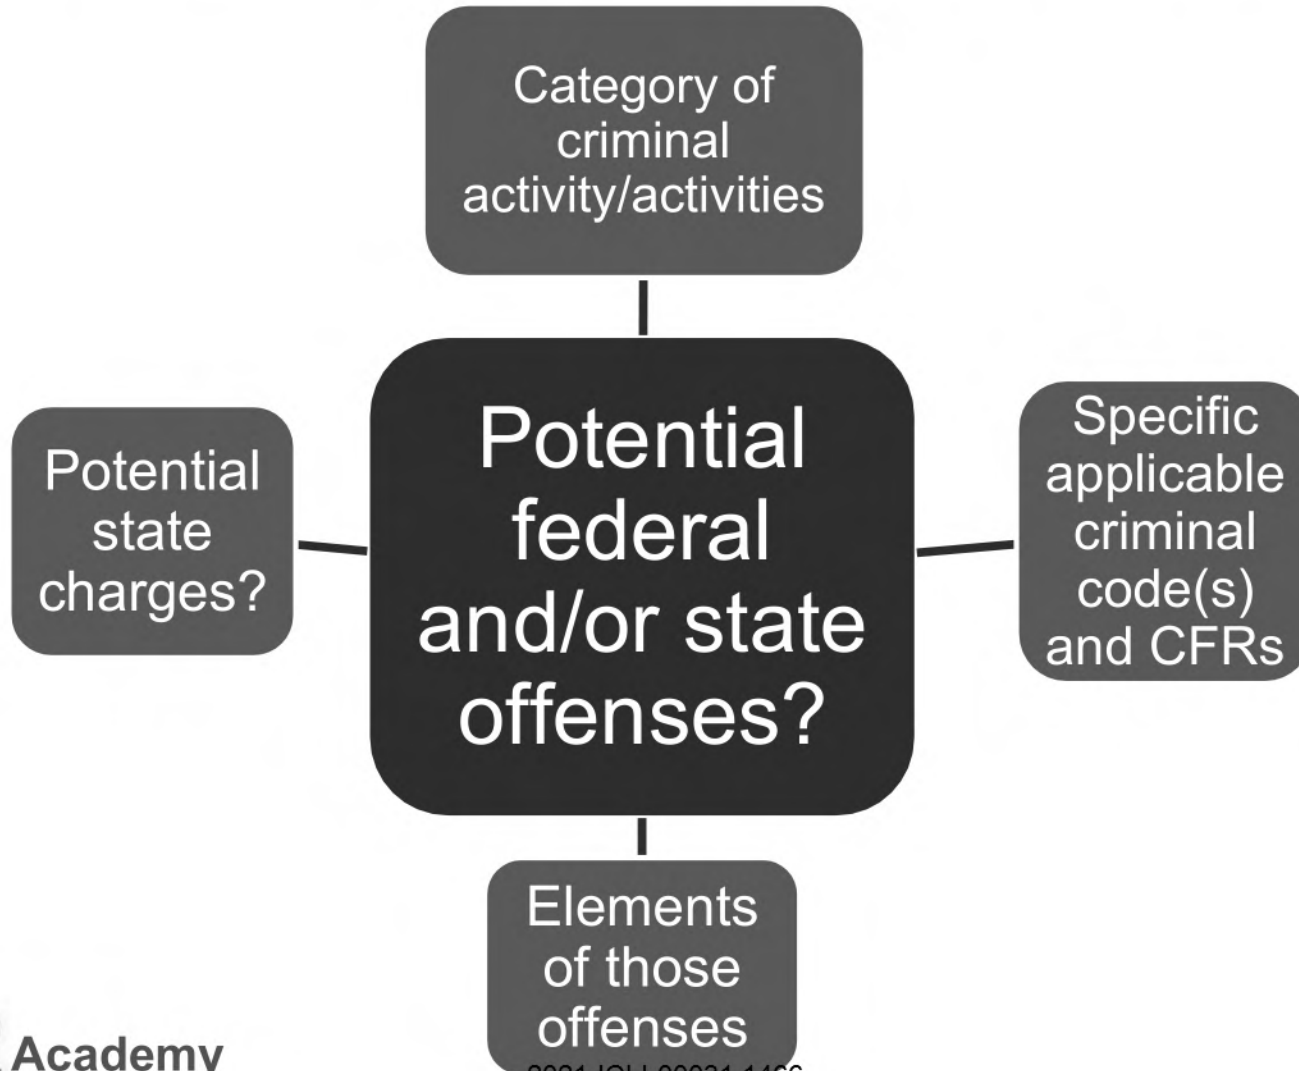 Category of
criminal
activity/activities
Potential
state
charges?
Potential
federal
and/or state
offenses?
Specific
applicable
criminal
code(s)
and CFRs
Elements
of those
offenses
Academy